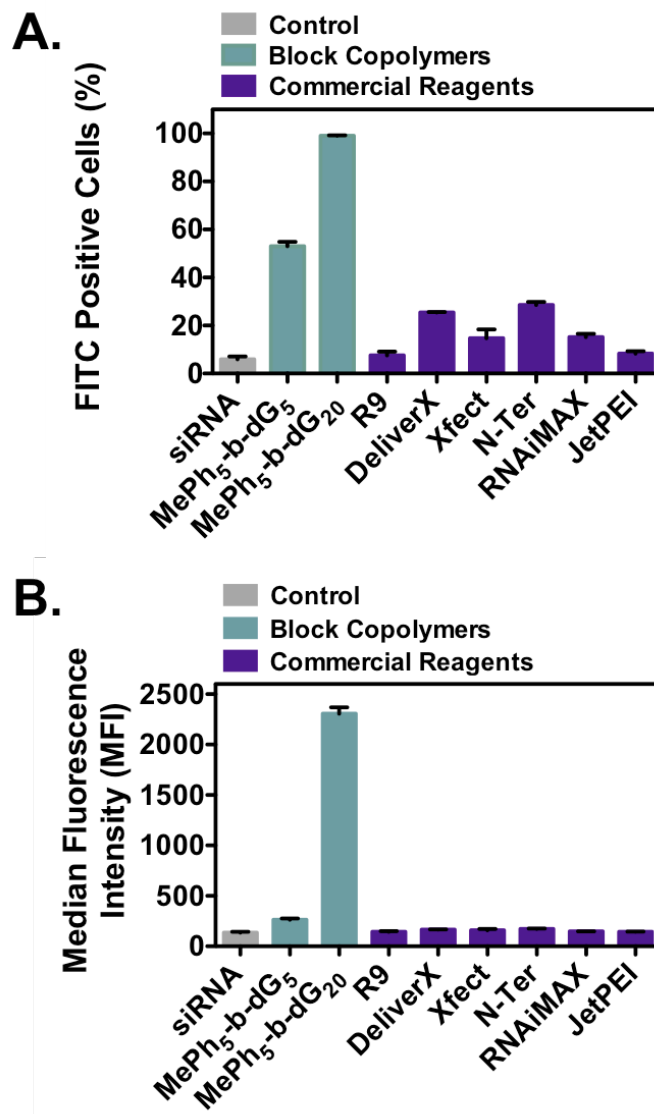 A.
Control
Block Copolymers
Commercial Reagents
FITC Positive Cells (%)
100
80
60
40
20
0
siRNA
MePh5-b-dG5
MePh5-b-dG20
R9
DeliverX
Xfect
N-Ter
RNAiMAX
JetPEI
B.
Control
Block Copolymers
Commercial Reagents
Median Fluorescence
Intensity (MFI)
2500
2000
1500
1000
500
0
siRNA
MePh5-b-dG5
MePh5-b-dG20
R9
DeliverX
Xfect
N-Ter
RNAiMAX
JetPEI